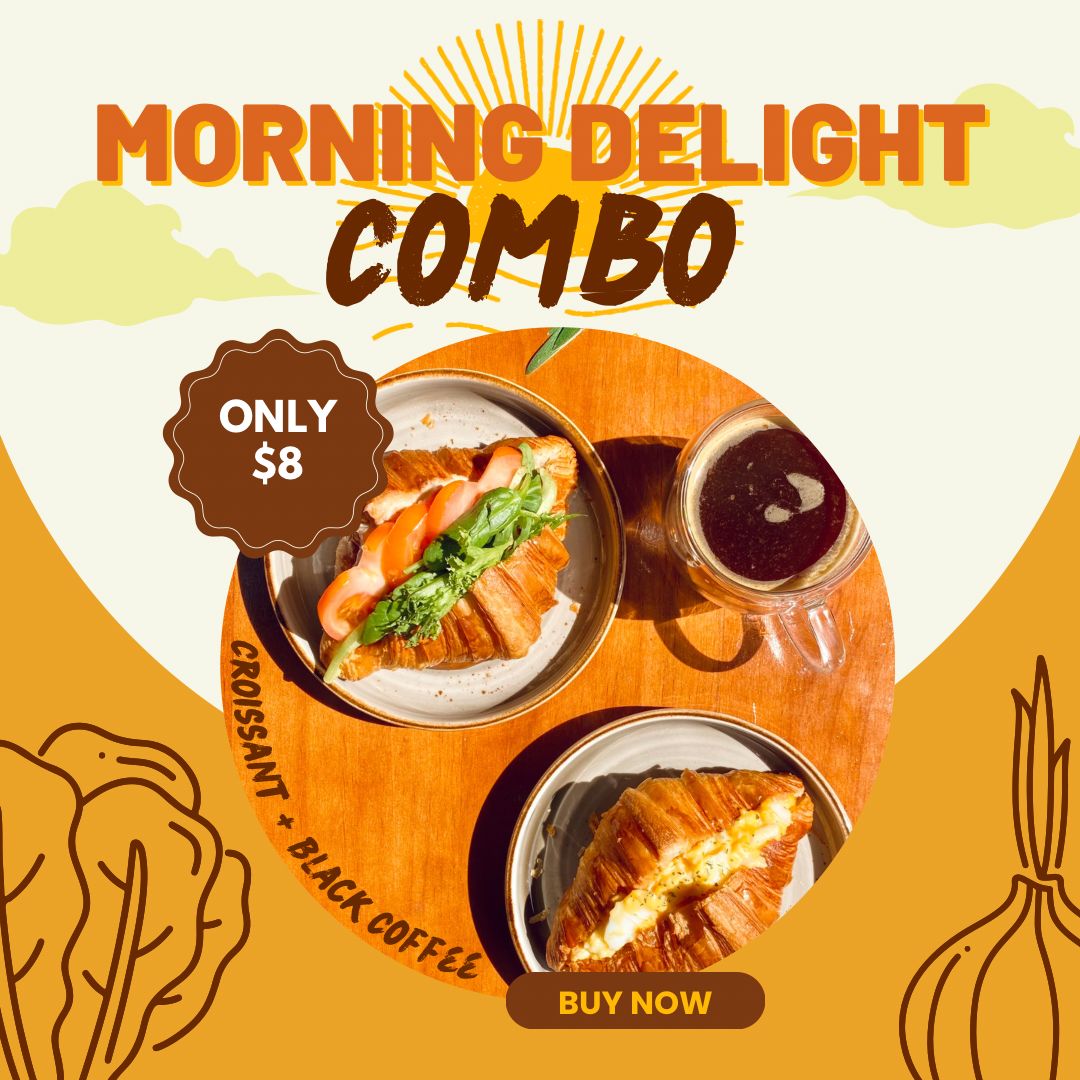 MORNING DELIGHT
COMBO
ONLY
$8
CROISSANT + BLACK COFFEE
BUY NOW